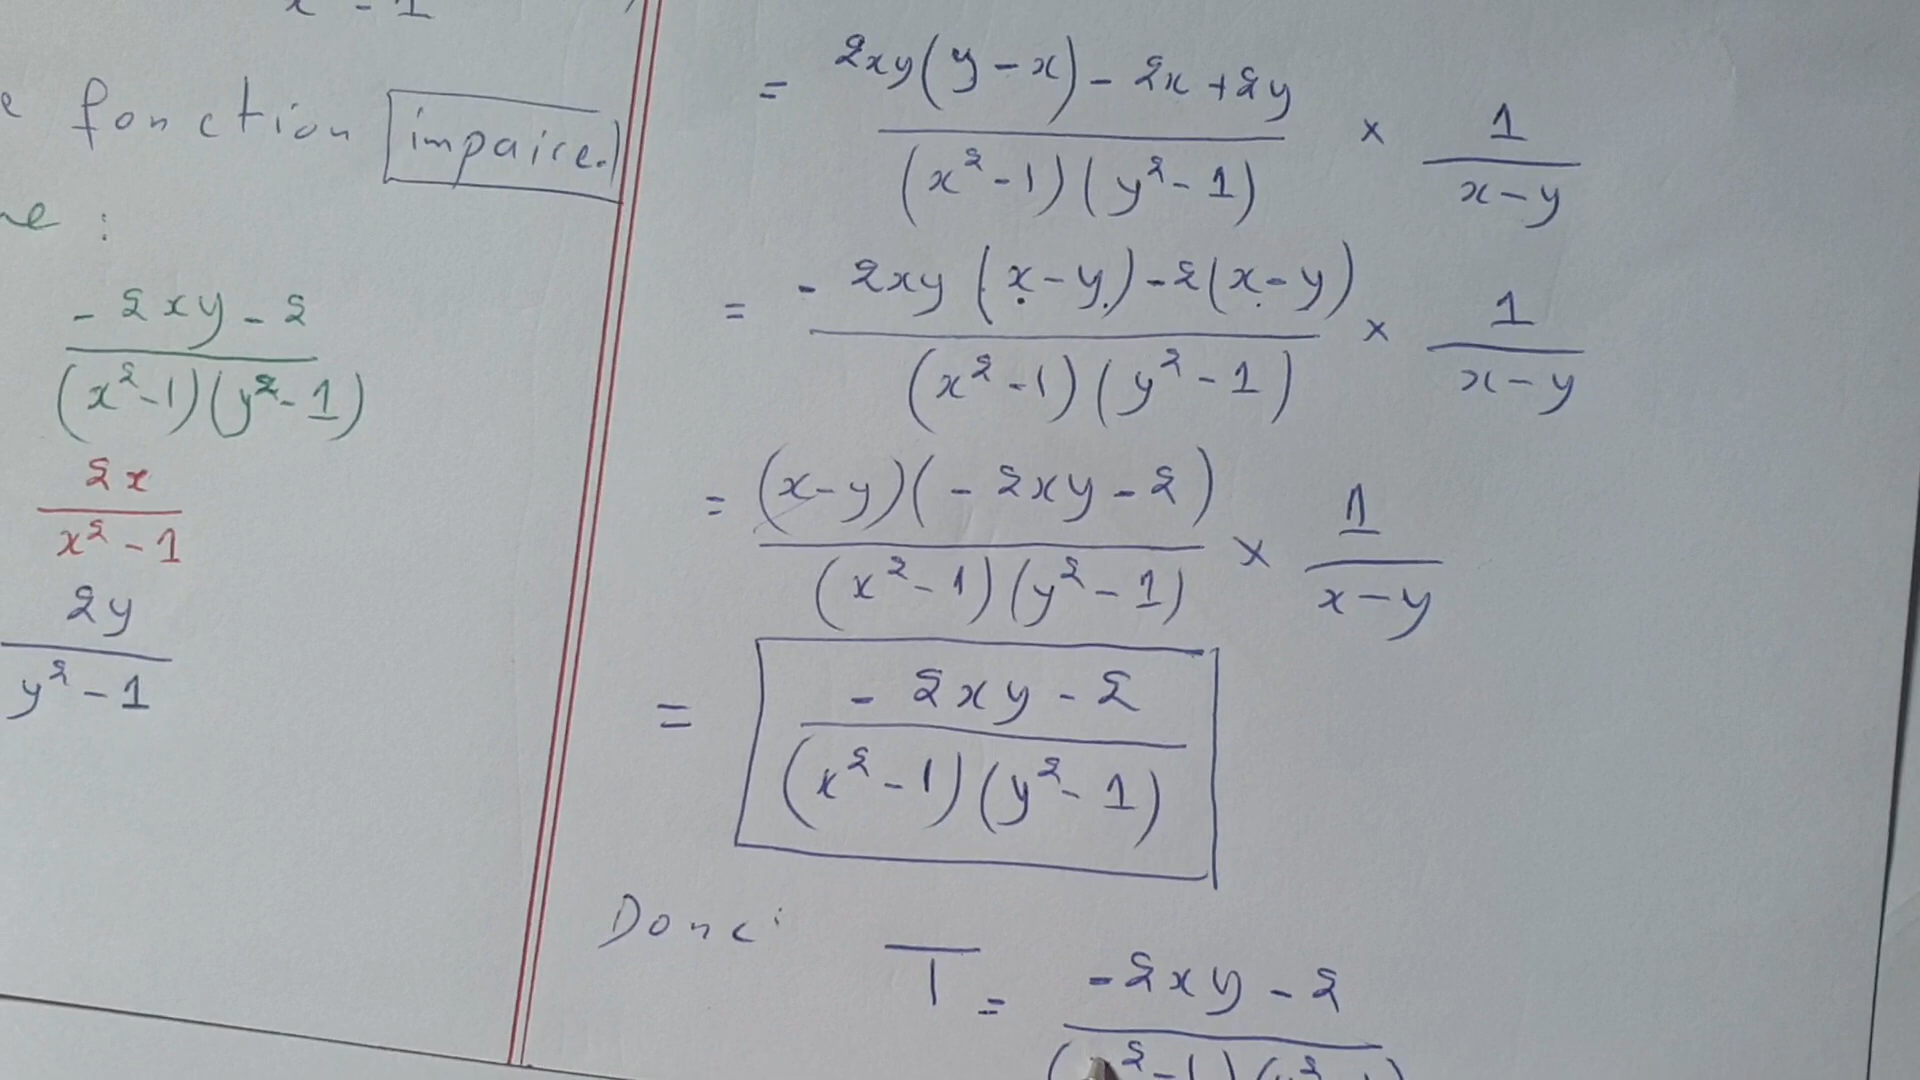 x - 1
fonction impaire.
:
- 2xy - 2
(x² - 1)(y² - 1)
2x
x² - 1
2y
y² - 1
= 2xy(y - x) - 2x + 2y × 1
(x² - 1)(y² - 1) x - y
= - 2xy(x - y) - 2(x - y) × 1
(x² - 1)(y² - 1) x - y
= (x - y)(- 2xy - 2) × 1
(x² - 1)(y² - 1) x - y
= - 2xy - 2
(x² - 1)(y² - 1)
Donc :
T = - 2xy - 2